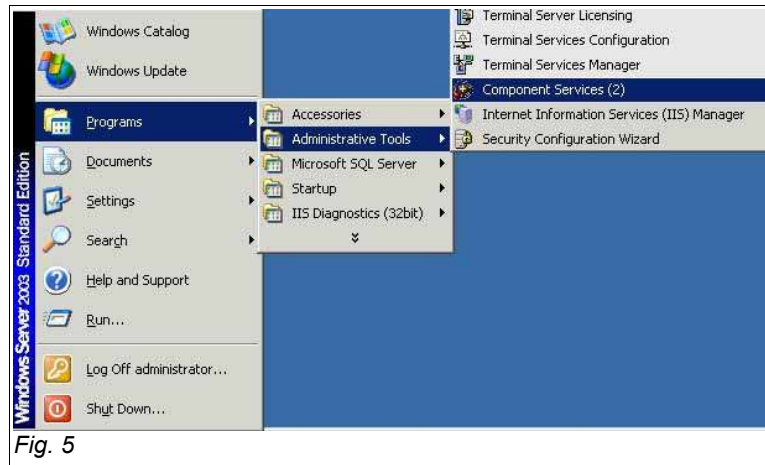 Windows Catalog
Windows Update
Programs
Documents
Settings
Search
Help and Support
Run...
Log Off administrator...
Shut Down...
Windows Server 2003 Standard Edition
Accessories
Administrative Tools
Microsoft SQL Server
Startup
IIS Diagnostics (32bit)
Terminal Server Licensing
Terminal Services Configuration
Terminal Services Manager
Component Services (2)
Internet Information Services (IIS) Manager
Security Configuration Wizard
Fig. 5